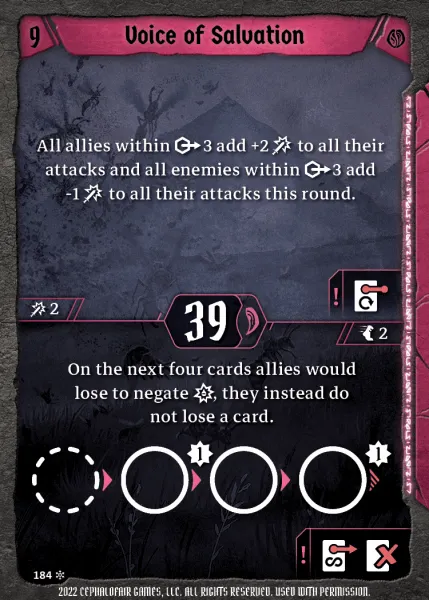 9
Voice of Salvation
All allies within 3 add +2 to all their
attacks and all enemies within 3 add
-1 to all their attacks this round.
!
2
39
2
On the next four cards allies would
lose to negate , they instead do
not lose a card.
1
1
!
184
2022 CEPHALOFAIR GAMES, LLC. ALL RIGHTS RESERVED. USED WITH PERMISSION.